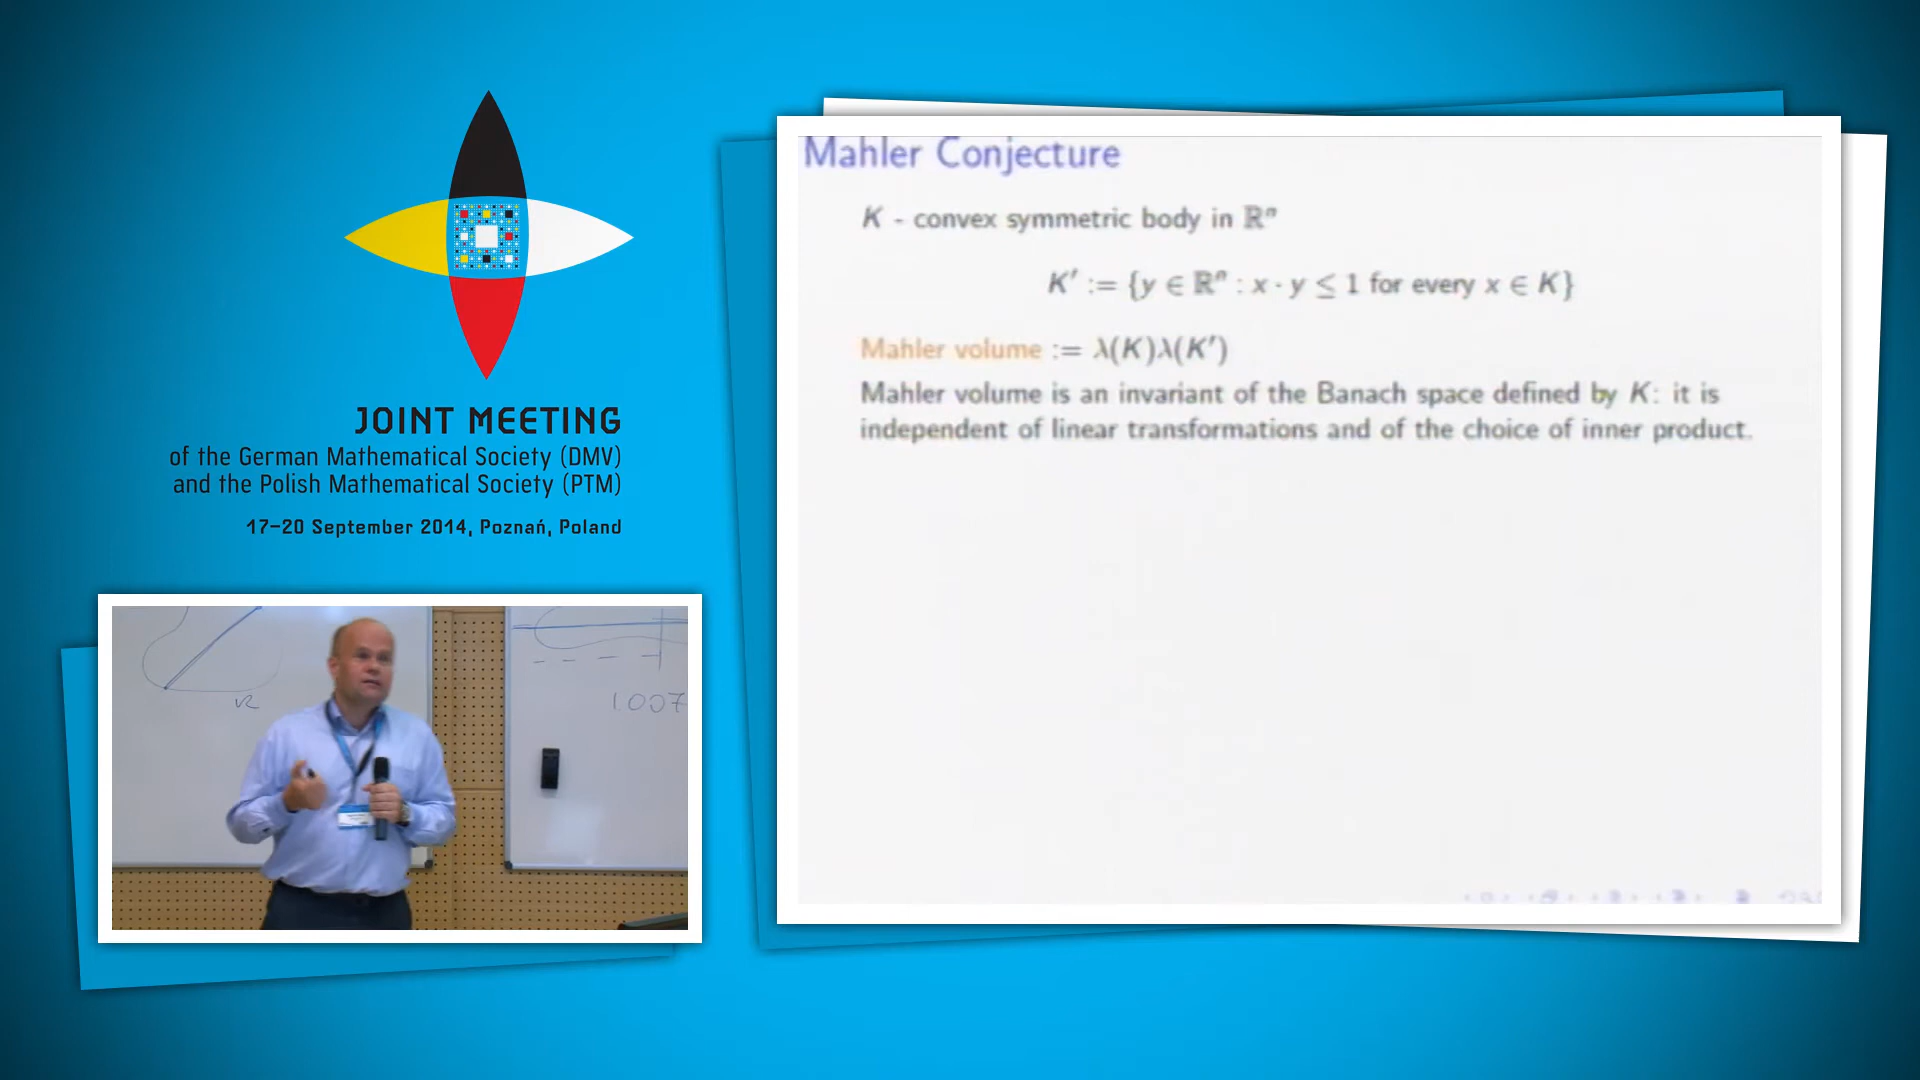 JOINT MEETING
of the German Mathematical Society (DMV)
and the Polish Mathematical Society (PTM)
17–20 September 2014, Poznań, Poland
Mahler Conjecture
K - convex symmetric body in ℝⁿ
K′ := {y ∈ ℝⁿ : x · y ≤ 1 for every x ∈ K}
Mahler volume := λ(K)λ(K′)
Mahler volume is an invariant of the Banach space defined by K: it is
independent of linear transformations and of the choice of inner product.
1.007